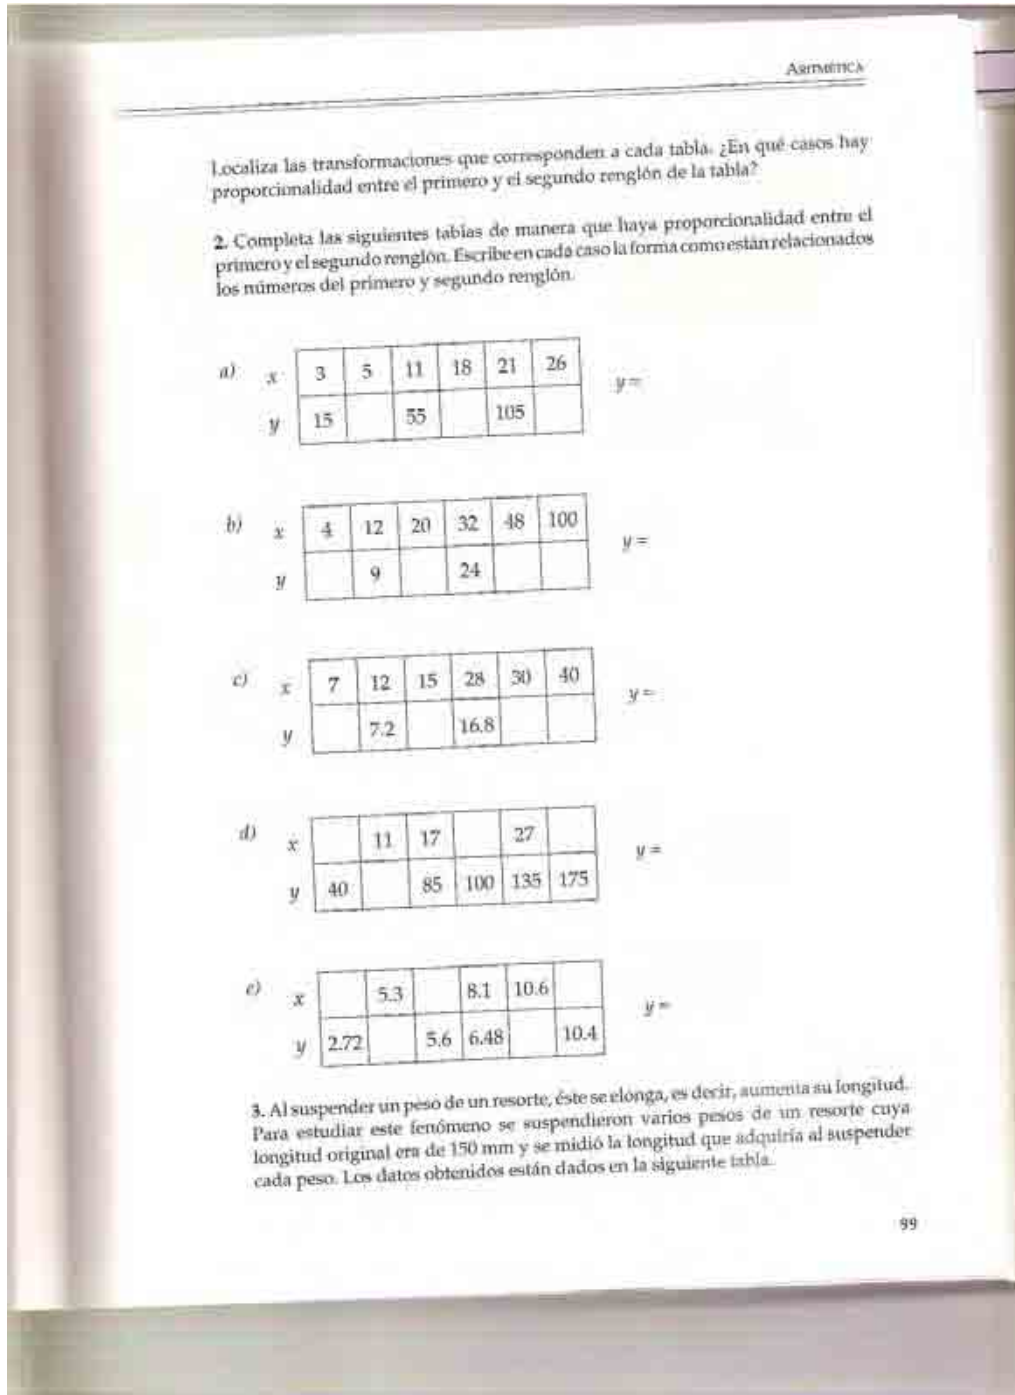 ARITMÉTICA
Localiza las transformaciones que corresponden a cada tabla. ¿En qué casos hay
proporcionalidad entre el primero y el segundo renglón de la tabla?
2. Completa las siguientes tablas de manera que haya proporcionalidad entre el
primero y el segundo renglón. Escribe en cada caso la forma como están relacionados
los números del primero y segundo renglón.
a) x 3 5 11 18 21 26 y =
y 15 55 105
b) x 4 12 20 32 48 100 y =
y 9 24
c) x 7 12 15 28 30 40 y =
y 7.2 16.8
d) x 11 17 27 y =
y 40 85 100 135 175
e) x 5.3 8.1 10.6 y =
y 2.72 5.6 6.48 10.4
3. Al suspender un peso de un resorte, éste se elonga, es decir, aumenta su longitud.
Para estudiar este fenómeno se suspendieron varios pesos de un resorte cuya
longitud original era de 150 mm y se midió la longitud que adquiría al suspender
cada peso. Los datos obtenidos están dados en la siguiente tabla.
99